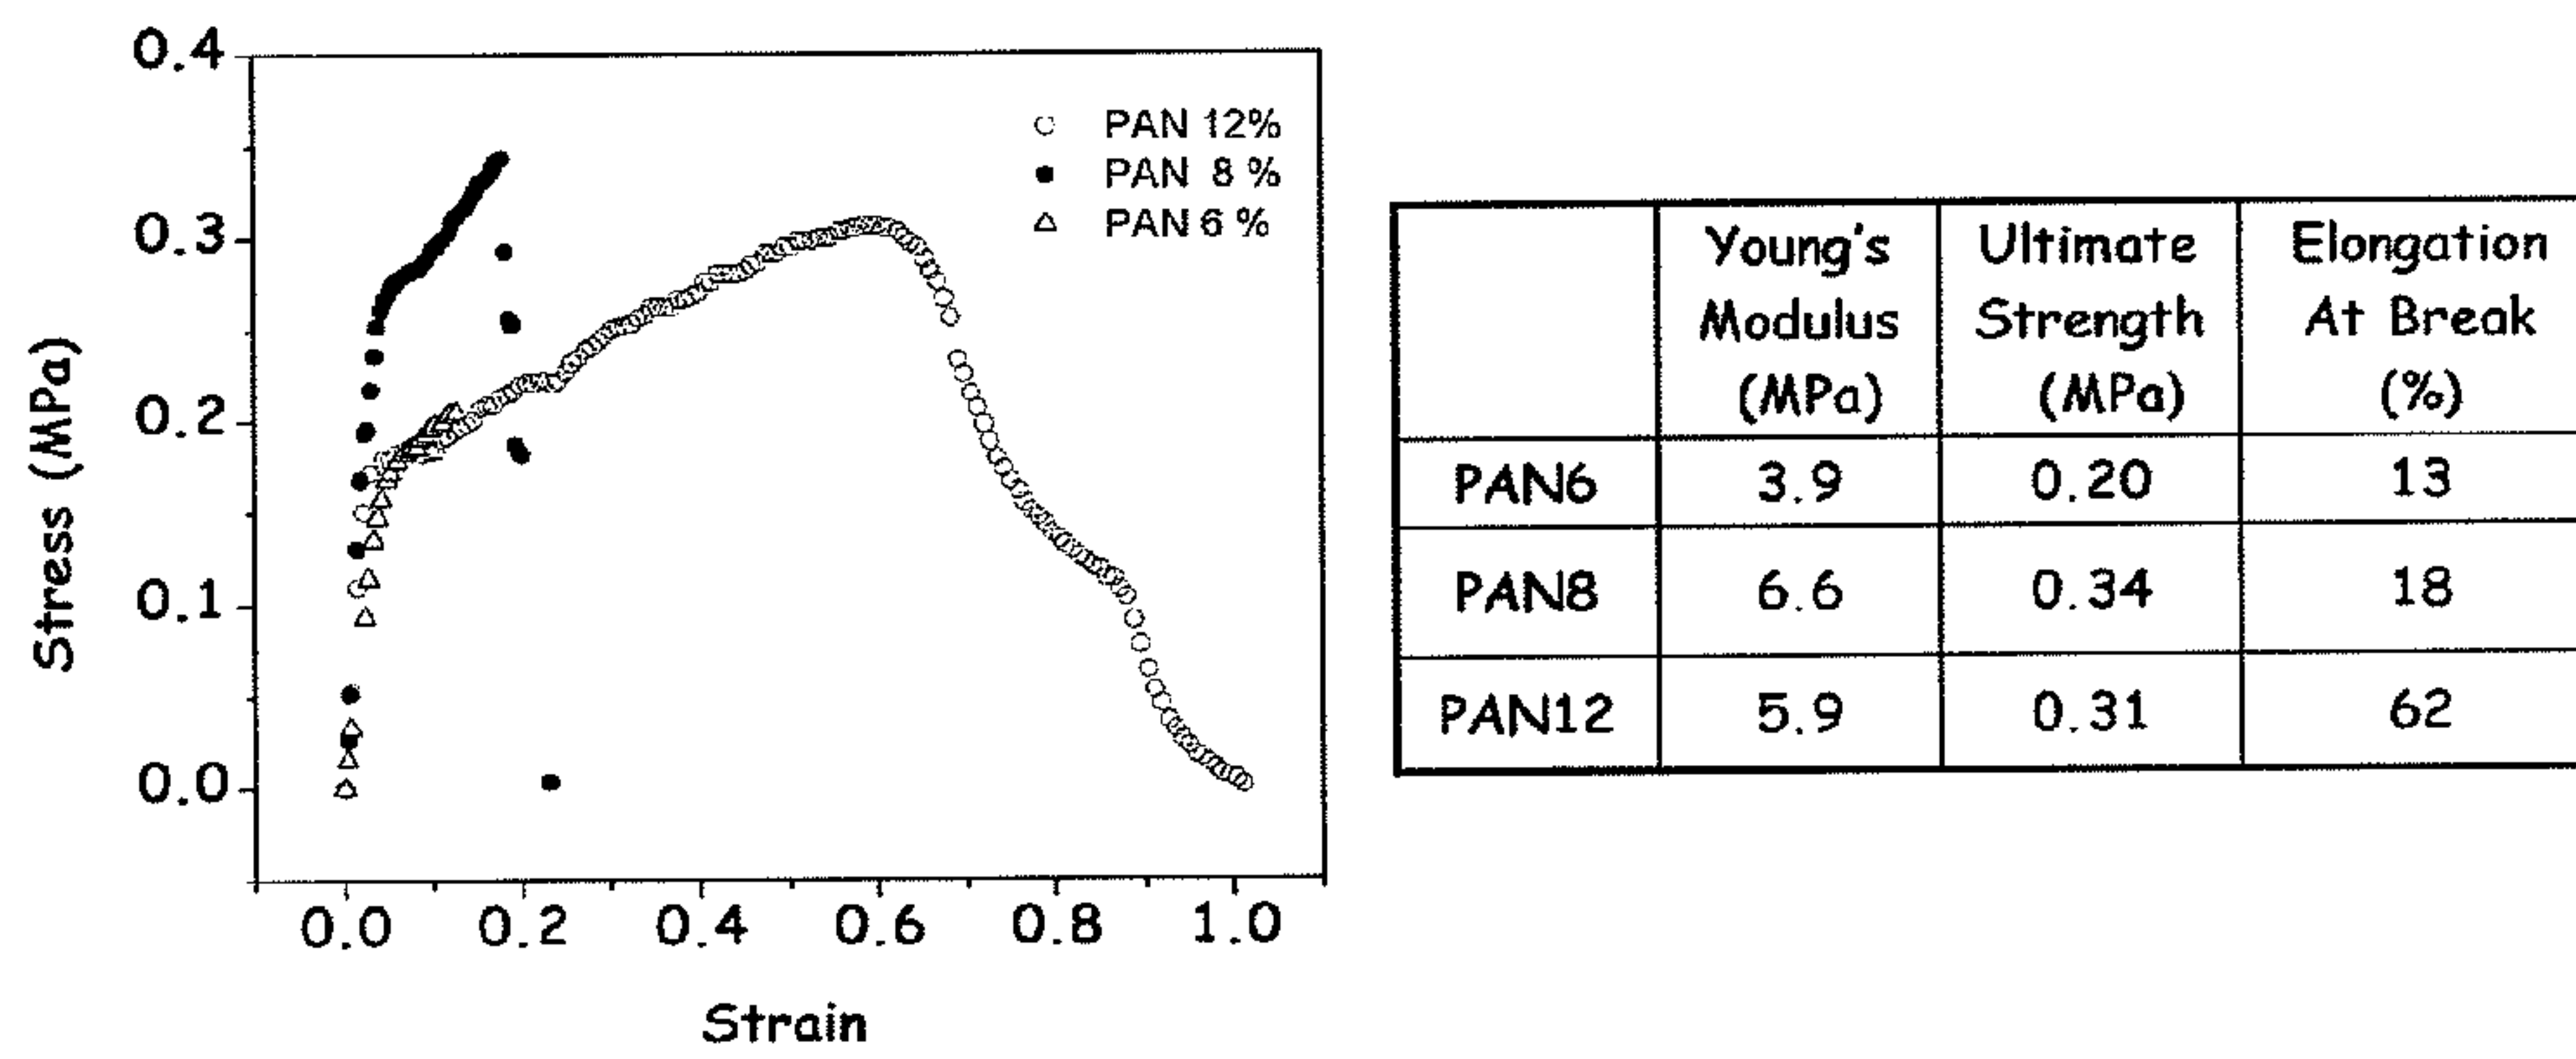 0.4
0.3
0.2
0.1
0.0
Stress (MPa)
PAN 12%
PAN 8 %
PAN 6 %
0.0 0.2 0.4 0.6 0.8 1.0
Strain
Young's Modulus (MPa) Ultimate Strength (MPa) Elongation At Break (%)
PAN6 3.9 0.20 13
PAN8 6.6 0.34 18
PAN12 5.9 0.31 62